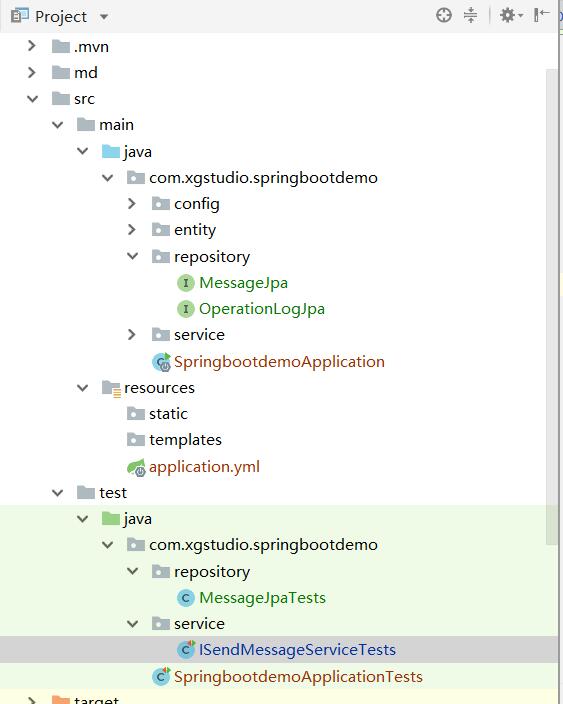 Project
.mvn
md
src
main
java
com.xgstudio.springbootdemo
config
entity
repository
I MessageJpa
I OperationLogJpa
service
C SpringbootdemoApplication
resources
static
templates
application.yml
test
java
com.xgstudio.springbootdemo
repository
C MessageJpaTests
service
C ISendMessageServiceTests
C SpringbootdemoApplicationTests
target